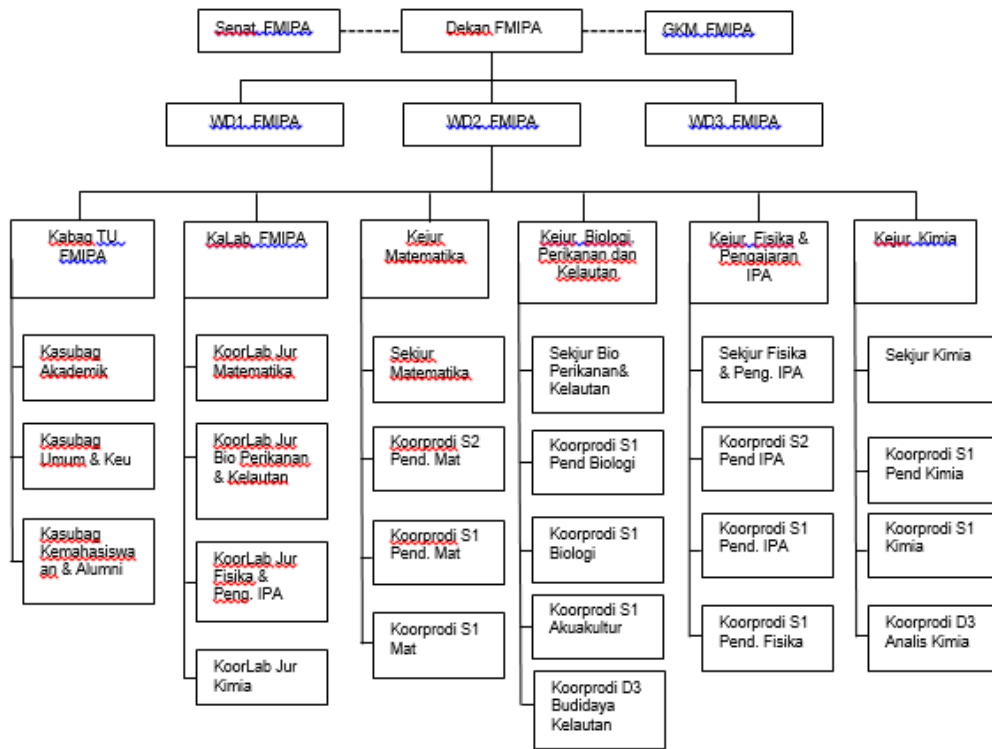 Senat FMIPA
Dekan FMIPA
GKM FMIPA
WD1 FMIPA
WD2 FMIPA
WD3 FMIPA
Kabag TU
FMIPA
KaLab FMIPA
Kejur
Matematika
Kejur Biologi,
Perikanan dan
Kelautan
Kejur Fisika &
Pengajaran
IPA
Kejur Kimia
Kasubag
Akademik
KoorLab Jur
Matematika
Sekjur
Matematika
Sekjur Bio
Perikanan&
Kelautan
Sekjur Fisika
& Peng. IPA
Sekjur Kimia
Kasubag
Umum & Keu
KoorLab Jur
Bio Perikanan
& Kelautan
Koorprodi S2
Pend. Mat
Koorprodi S1
Pend Biologi
Koorprodi S2
Pend IPA
Koorprodi S1
Pend Kimia
Kasubag
Kemahasiswa
an & Alumni
KoorLab Jur
Fisika &
Peng. IPA
Koorprodi S1
Pend. Mat
Koorprodi S1
Biologi
Koorprodi S1
Pend. IPA
Koorprodi S1
Kimia
KoorLab Jur
Kimia
Koorprodi S1
Mat
Koorprodi S1
Akuakultur
Koorprodi S1
Pend. Fisika
Koorprodi D3
Analis Kimia
Koorprodi D3
Budidaya
Kelautan